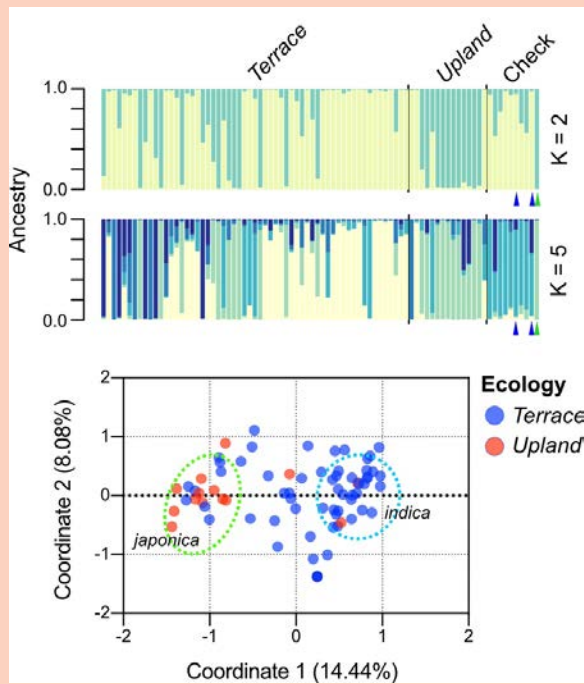 Terrace
Upland
Check
1.0
0.0
K = 2
Ancestry
1.0
0.0
K = 5
2
1
0
-1
-2
Coordinate 2 (8.08%)
japonica
indica
-2
-1
0
1
2
Coordinate 1 (14.44%)
Ecology
Terrace
Upland